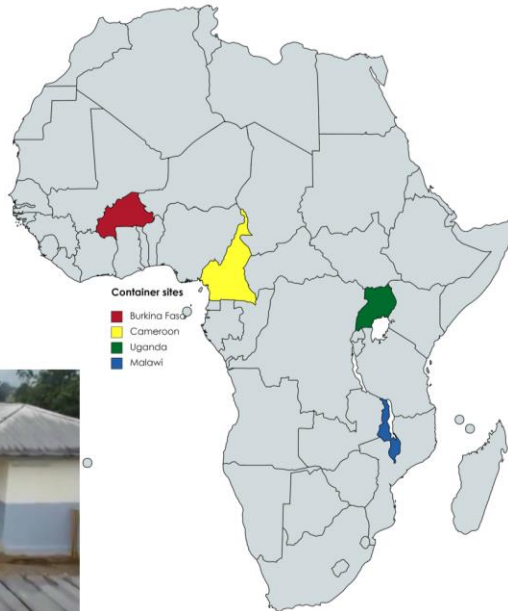 Container sites
Burkina Faso
Cameroon
Uganda
Malawi